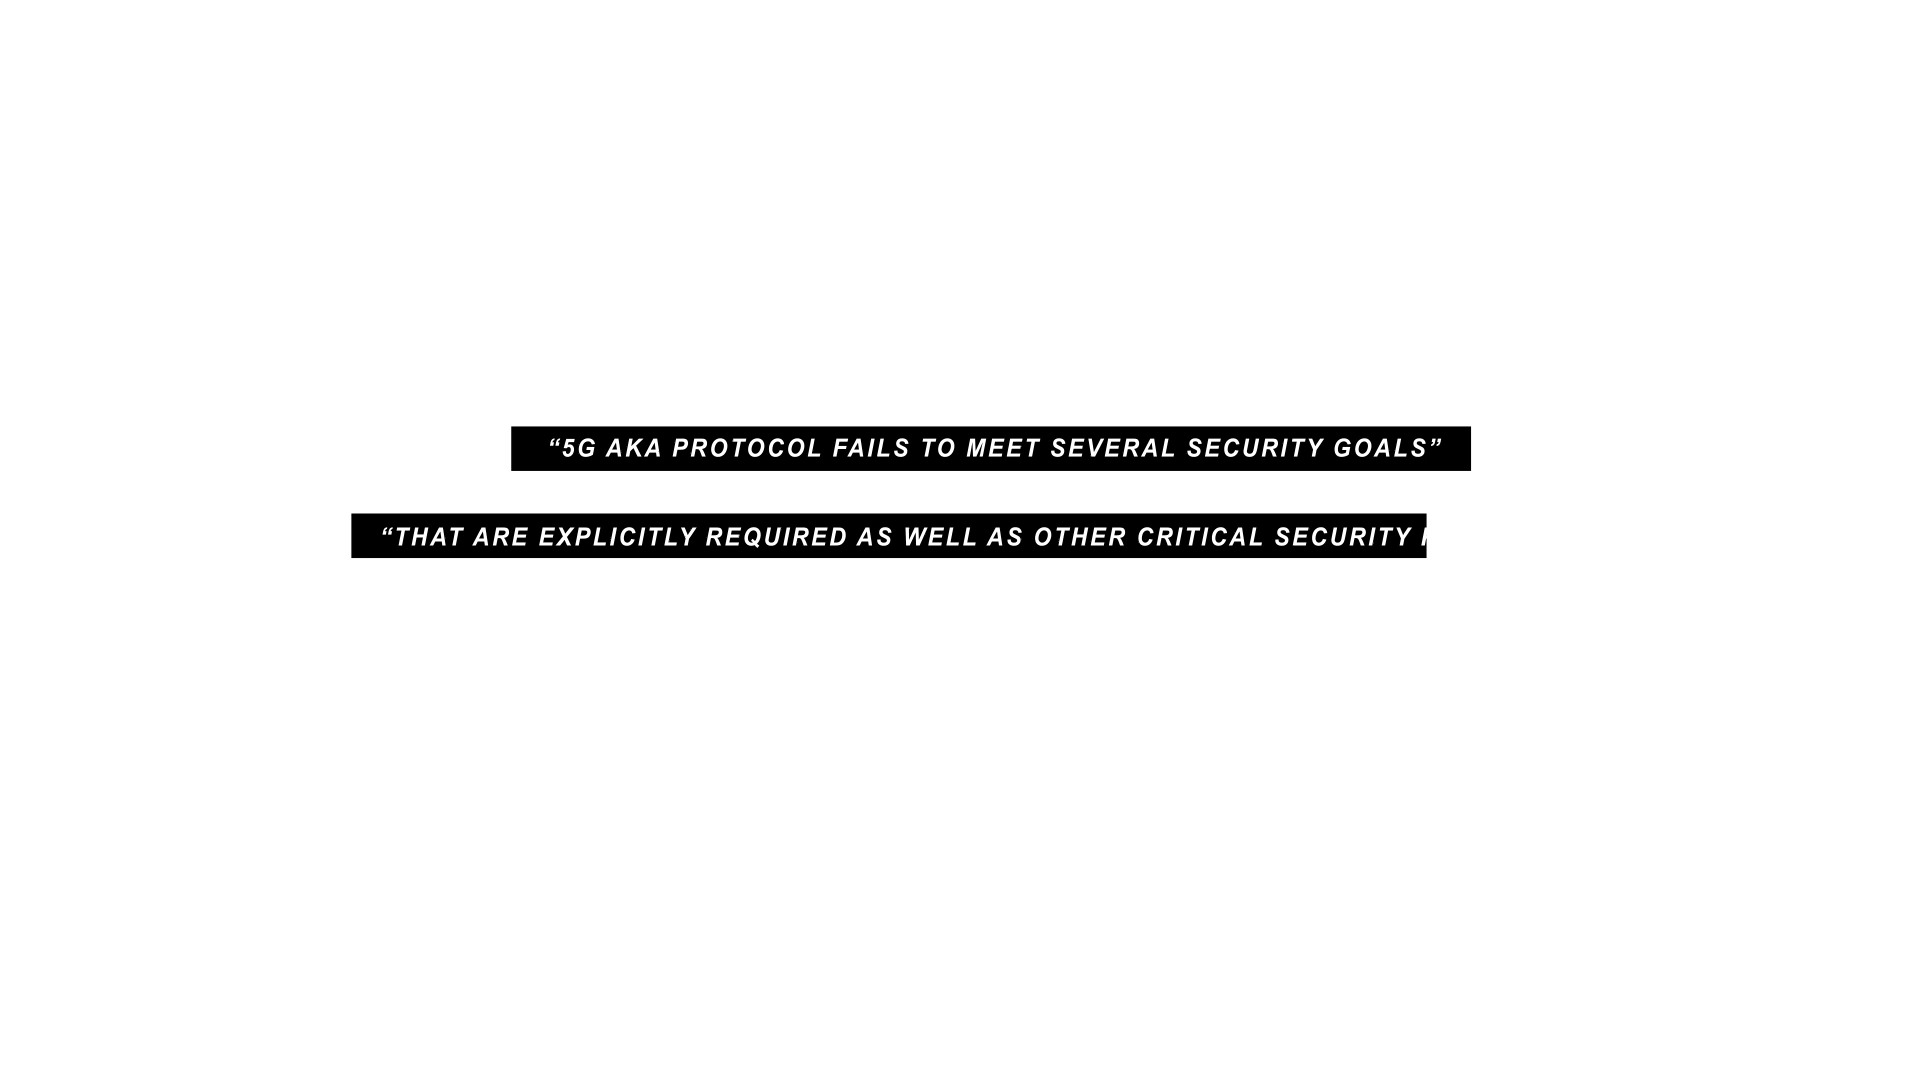 “5G AKA PROTOCOL FAILS TO MEET SEVERAL SECURITY GOALS”
“THAT ARE EXPLICITLY REQUIRED AS WELL AS OTHER CRITICAL SECURITY